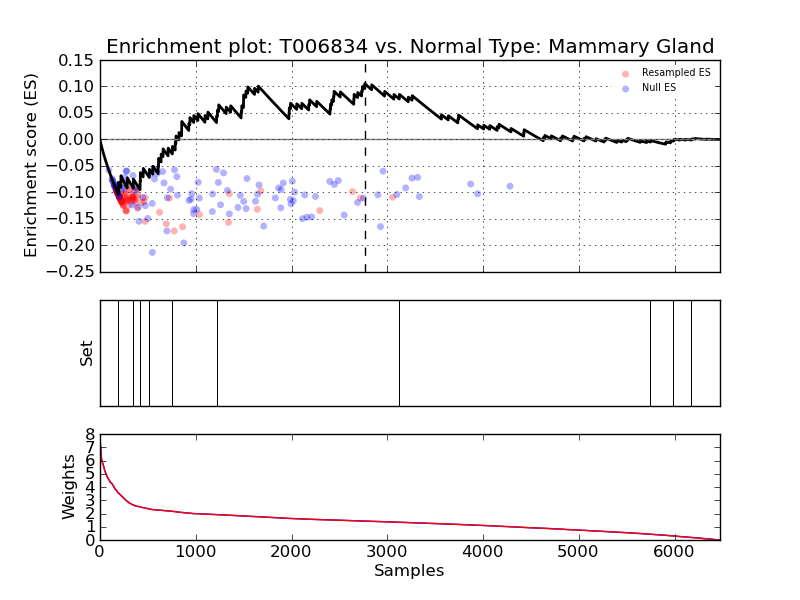 Enrichment plot: T006834 vs. Normal Type: Mammary Gland
Enrichment score (ES)
0.15
0.10
0.05
0.00
−0.05
−0.10
−0.15
−0.20
−0.25
Resampled ES
Null ES
Set
Weights
8
7
6
5
4
3
2
1
0
0 1000 2000 3000 4000 5000 6000
Samples